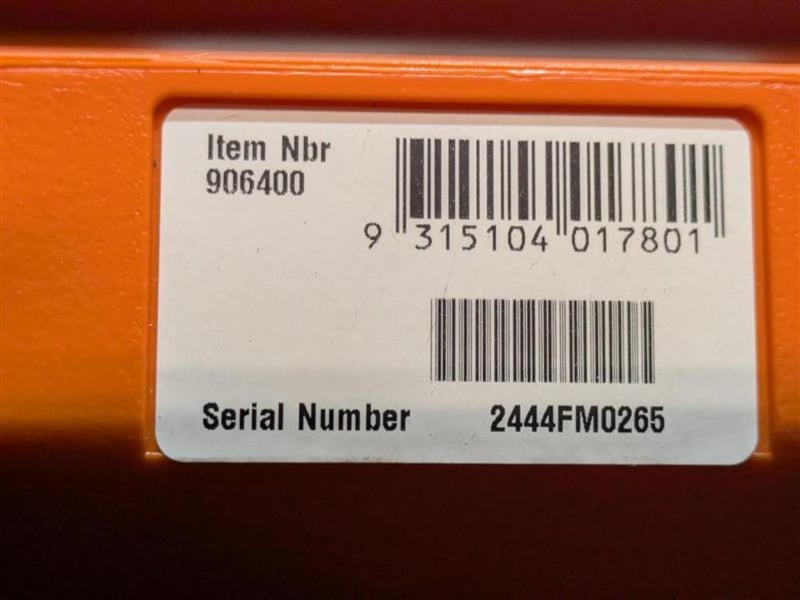 Item Nbr
906400
9 315104 017801
Serial Number 2444FM0265